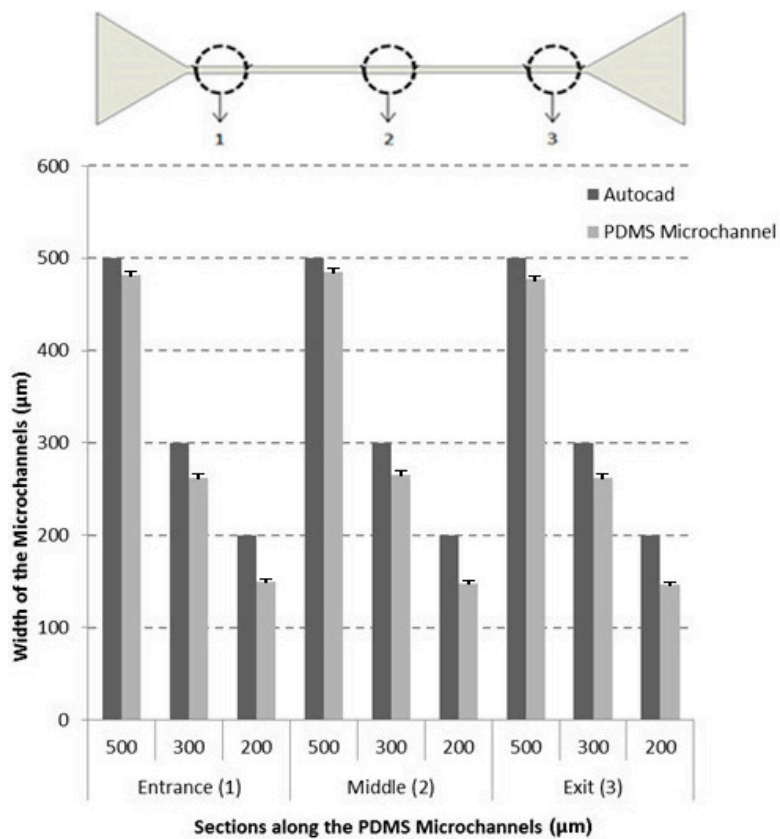 1 2 3
600
Autocad
PDMS Microchannel
500
400
300
200
100
0
Width of the Microchannels (µm)
500 300 200 500 300 200 500 300 200
Entrance (1) Middle (2) Exit (3)
Sections along the PDMS Microchannels (µm)